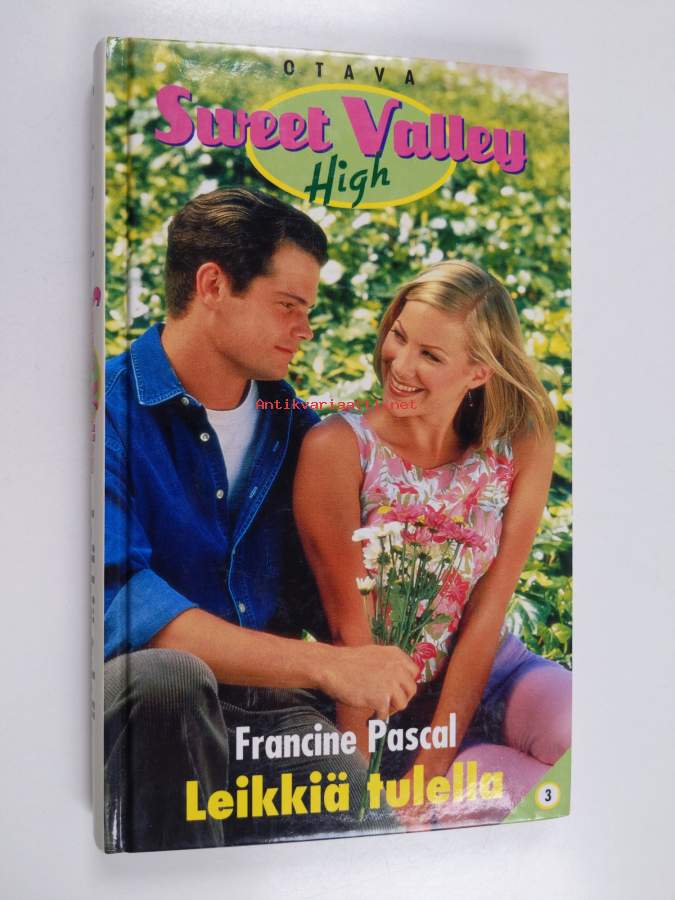 OTAVA
Sweet Valley
High
Antikvariaatti.net
Francine Pascal
Leikkiä tulella
3